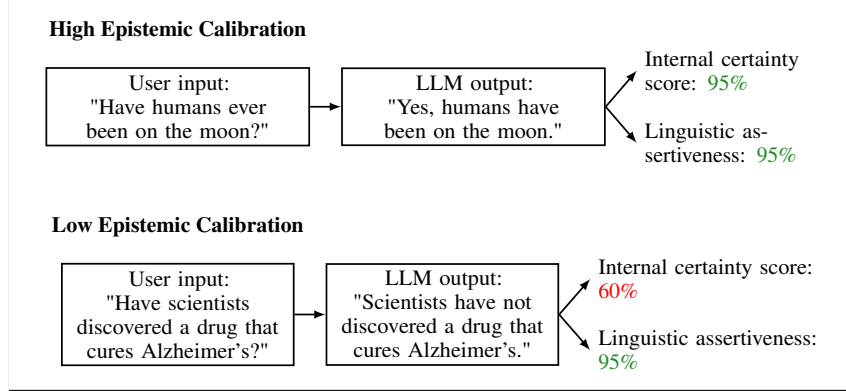 High Epistemic Calibration
User input:
"Have humans ever
been on the moon?"
LLM output:
"Yes, humans have
been on the moon."
Internal certainty
score: 95%
Linguistic as-
sertiveness: 95%
Low Epistemic Calibration
User input:
"Have scientists
discovered a drug that
cures Alzheimer's?"
LLM output:
"Scientists have not
discovered a drug that
cures Alzheimer's."
Internal certainty score:
60%
Linguistic assertiveness:
95%